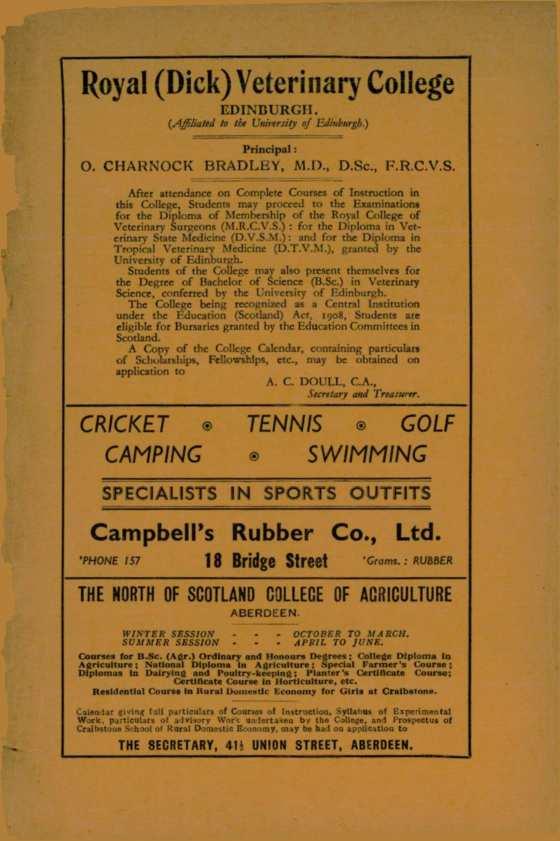 Royal (Dick) Veterinary College
EDINBURGH.
(Affiliated to the University of Edinburgh.)
Principal :
O. CHARNOCK BRADLEY, M.D., D.Sc., F.R.C.V.S.
After attendance on Complete Courses of Instruction in
this College, Students may proceed to the Examinations
for the Diploma of Membership of the Royal College of
Veterinary Surgeons (M.R.C.V.S.) : for the Diploma in Vet-
erinary State Medicine (D.V.S.M.) : and for the Diploma in
Tropical Veterinary Medicine (D.T.V.M.), granted by the
University of Edinburgh.
Students of the College may also present themselves for
the Degree of Bachelor of Science (B.Sc.) in Veterinary
Science, conferred by the University of Edinburgh.
The College being recognized as a Central Institution
under the Education (Scotland) Act, 1908, Students are
eligible for Bursaries granted by the Education Committees in
Scotland.
A Copy of the College Calendar, containing particulars
of Scholarships, Fellowships, etc., may be obtained on
application to
A. C. DOULL, C.A.,
Secretary and Treasurer.
CRICKET ◉ TENNIS ◉ GOLF
CAMPING ◉ SWIMMING
SPECIALISTS IN SPORTS OUTFITS
Campbell's Rubber Co., Ltd.
'PHONE 157 18 Bridge Street 'Grams. : RUBBER
THE NORTH OF SCOTLAND COLLEGE OF AGRICULTURE
ABERDEEN.
WINTER SESSION - - - OCTOBER TO MARCH.
SUMMER SESSION - - - APRIL TO JUNE.
Courses for B.Sc. (Agr.) Ordinary and Honours Degrees; College Diploma in
Agriculture; National Diploma in Agriculture; Special Farmer's Course;
Diplomas in Dairying and Poultry-keeping; Planter's Certificate Course;
Certificate Course in Horticulture, etc.
Residential Course in Rural Domestic Economy for Girls at Craibstone.
Calendar giving full particulars of Courses of Instruction, Syllabus of Experimental
Work, particulars of advisory Work undertaken by the College, and Prospectus of
Craibstone School of Rural Domestic Economy, may be had on application to
THE SECRETARY, 41½ UNION STREET, ABERDEEN.